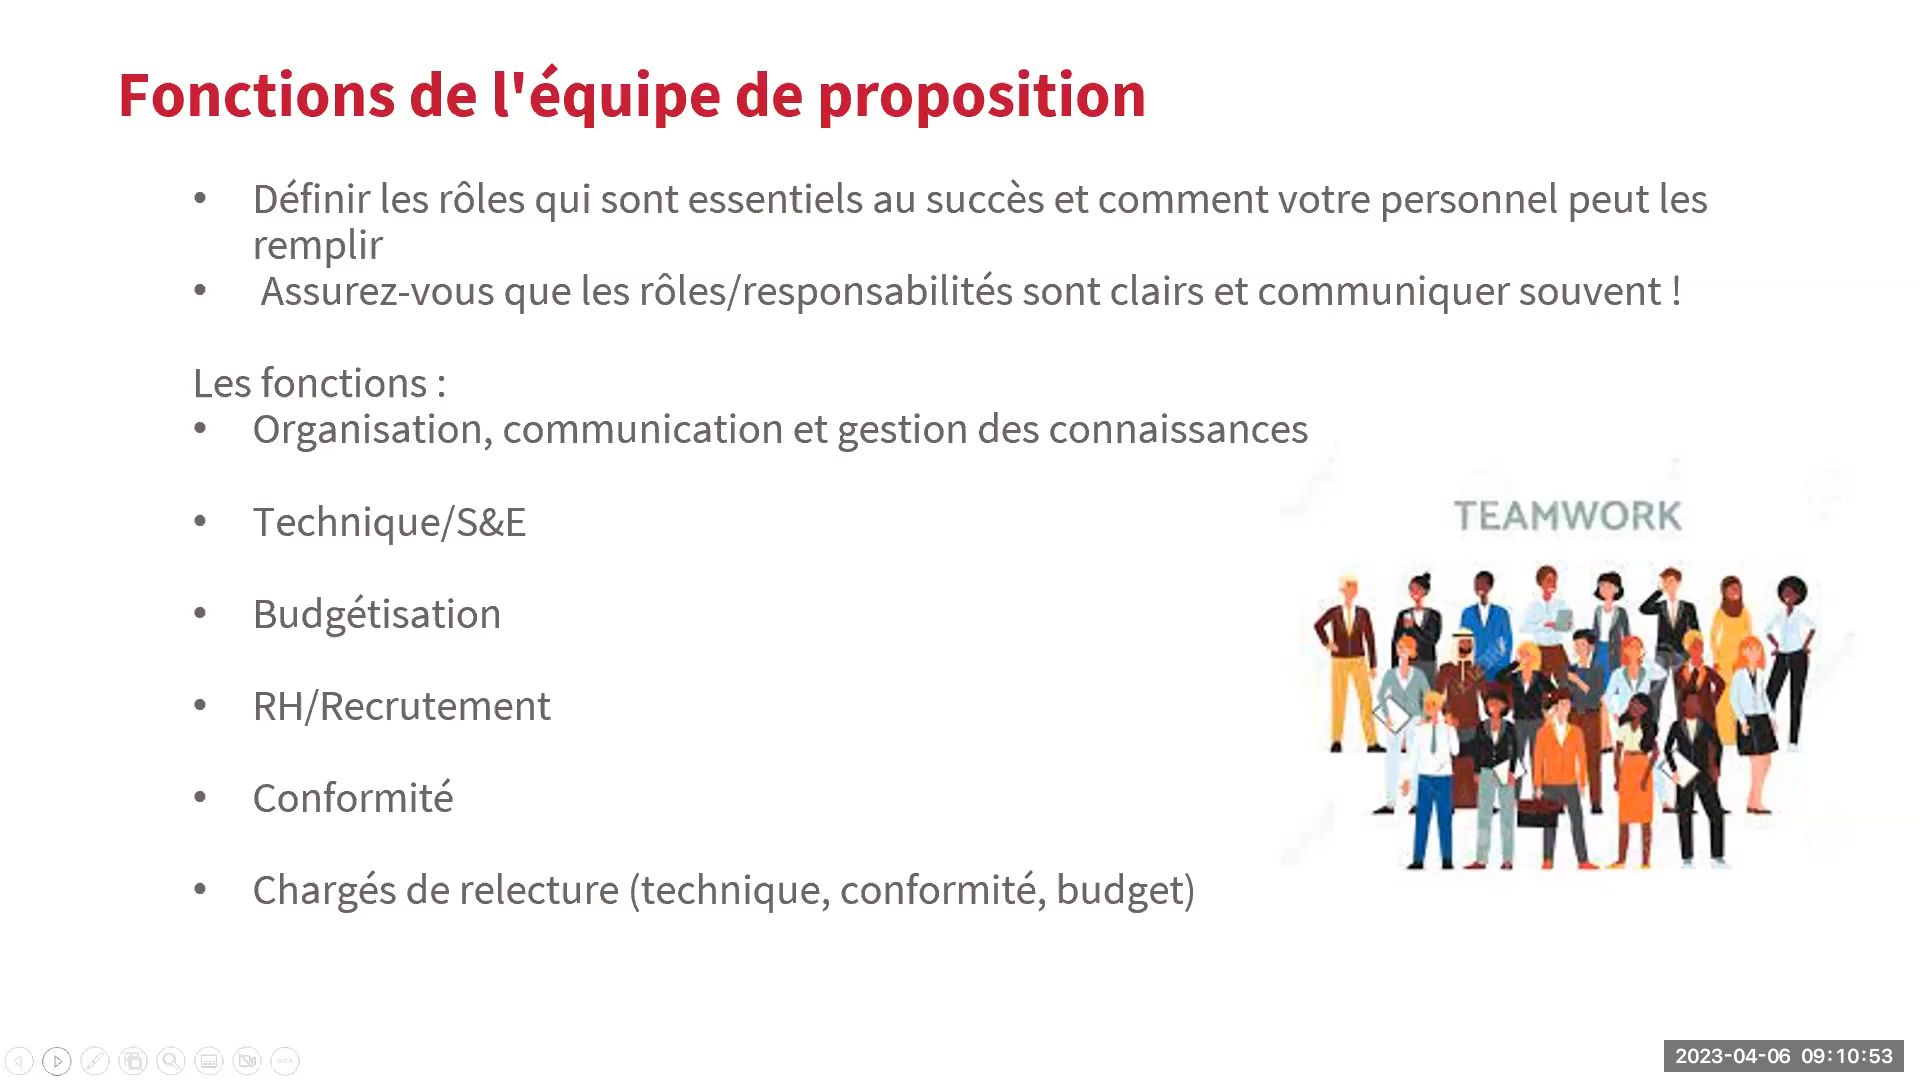 Fonctions de l'équipe de proposition
• Définir les rôles qui sont essentiels au succès et comment votre personnel peut les
remplir
• Assurez-vous que les rôles/responsabilités sont clairs et communiquer souvent !
Les fonctions :
• Organisation, communication et gestion des connaissances
• Technique/S&E
• Budgétisation
• RH/Recrutement
• Conformité
• Chargés de relecture (technique, conformité, budget)
TEAMWORK
2023-04-06 09:10:53